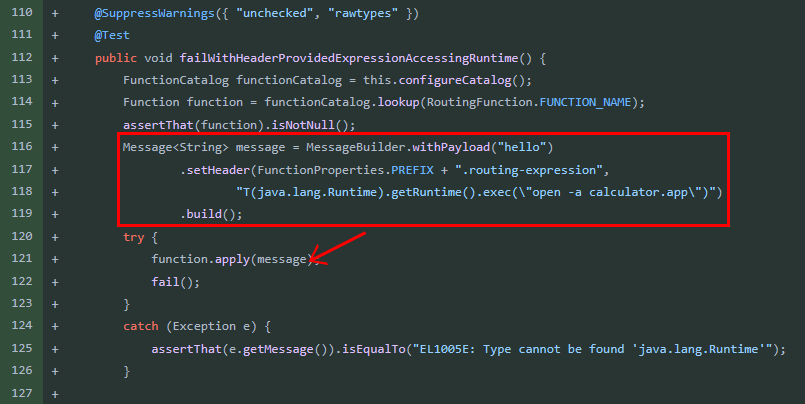 110 + @SuppressWarnings({ "unchecked", "rawtypes" })
111 + @Test
112 + public void failWithHeaderProvidedExpressionAccessingRuntime() {
113 + FunctionCatalog functionCatalog = this.configureCatalog();
114 + Function function = functionCatalog.lookup(RoutingFunction.FUNCTION_NAME);
115 + assertThat(function).isNotNull();
116 + Message<String> message = MessageBuilder.withPayload("hello")
117 + .setHeader(FunctionProperties.PREFIX + ".routing-expression",
118 + "T(java.lang.Runtime).getRuntime().exec(\"open -a calculator.app\")")
119 + .build();
120 + try {
121 + function.apply(message);
122 + fail();
123 + }
124 + catch (Exception e) {
125 + assertThat(e.getMessage()).isEqualTo("EL1005E: Type cannot be found 'java.lang.Runtime'");
126 + }
127 +